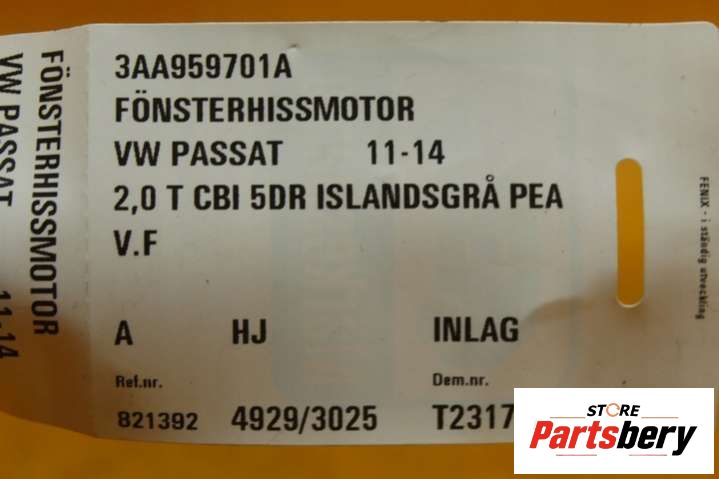 3AA959701A
FÖNSTERHISSMOTOR
VW PASSAT 11-14
2,0 T CBI 5DR ISLANDSGRÅ PEA
V.F
A HJ INLAG
Ref.nr. Dem.nr.
821392 4929/3025 T2317
FÖNSTERHISSMOTOR
VW PASSAT 11-14
FENIX - i ständig utveckling
STORE
Partsbery